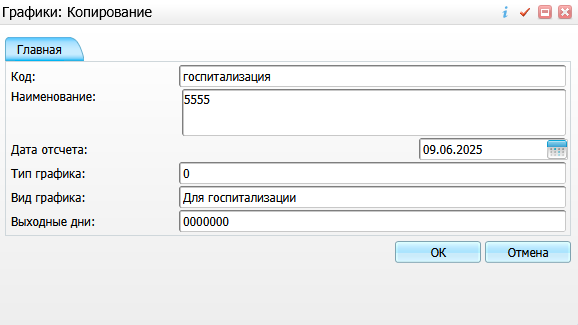 Графики: Копирование
Главная
Код: госпитализация
Наименование: 5555
Дата отсчета: 09.06.2025
Тип графика: 0
Вид графика: Для госпитализации
Выходные дни: 0000000
ОК Отмена